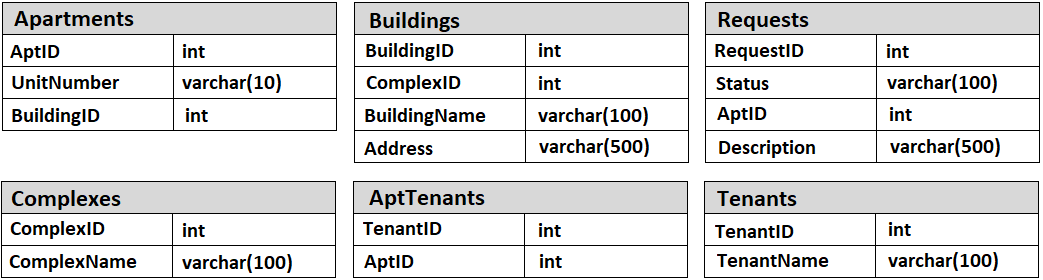 Apartments
AptID int
UnitNumber varchar(10)
BuildingID int
Buildings
BuildingID int
ComplexID int
BuildingName varchar(100)
Address varchar(500)
Requests
RequestID int
Status varchar(100)
AptID int
Description varchar(500)
Complexes
ComplexID int
ComplexName varchar(100)
AptTenants
TenantID int
AptID int
Tenants
TenantID int
TenantName varchar(100)